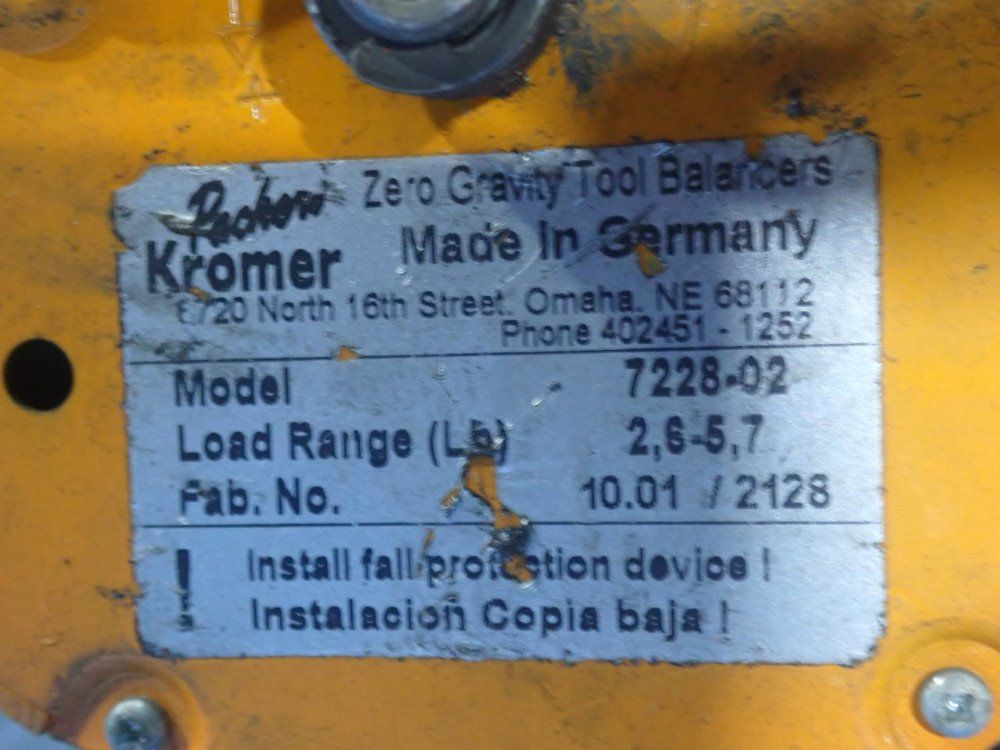 Packers
Kromer
Zero Gravity Tool Balancers
Made In Germany
6720 North 16th Street, Omaha, NE 68112
Phone 402451 - 1252
Model 7228-02
Load Range (Lb) 2,6-5,7
Fab. No. 10.01 / 2128
! Install fall protection device !
Instalación Copia baja !